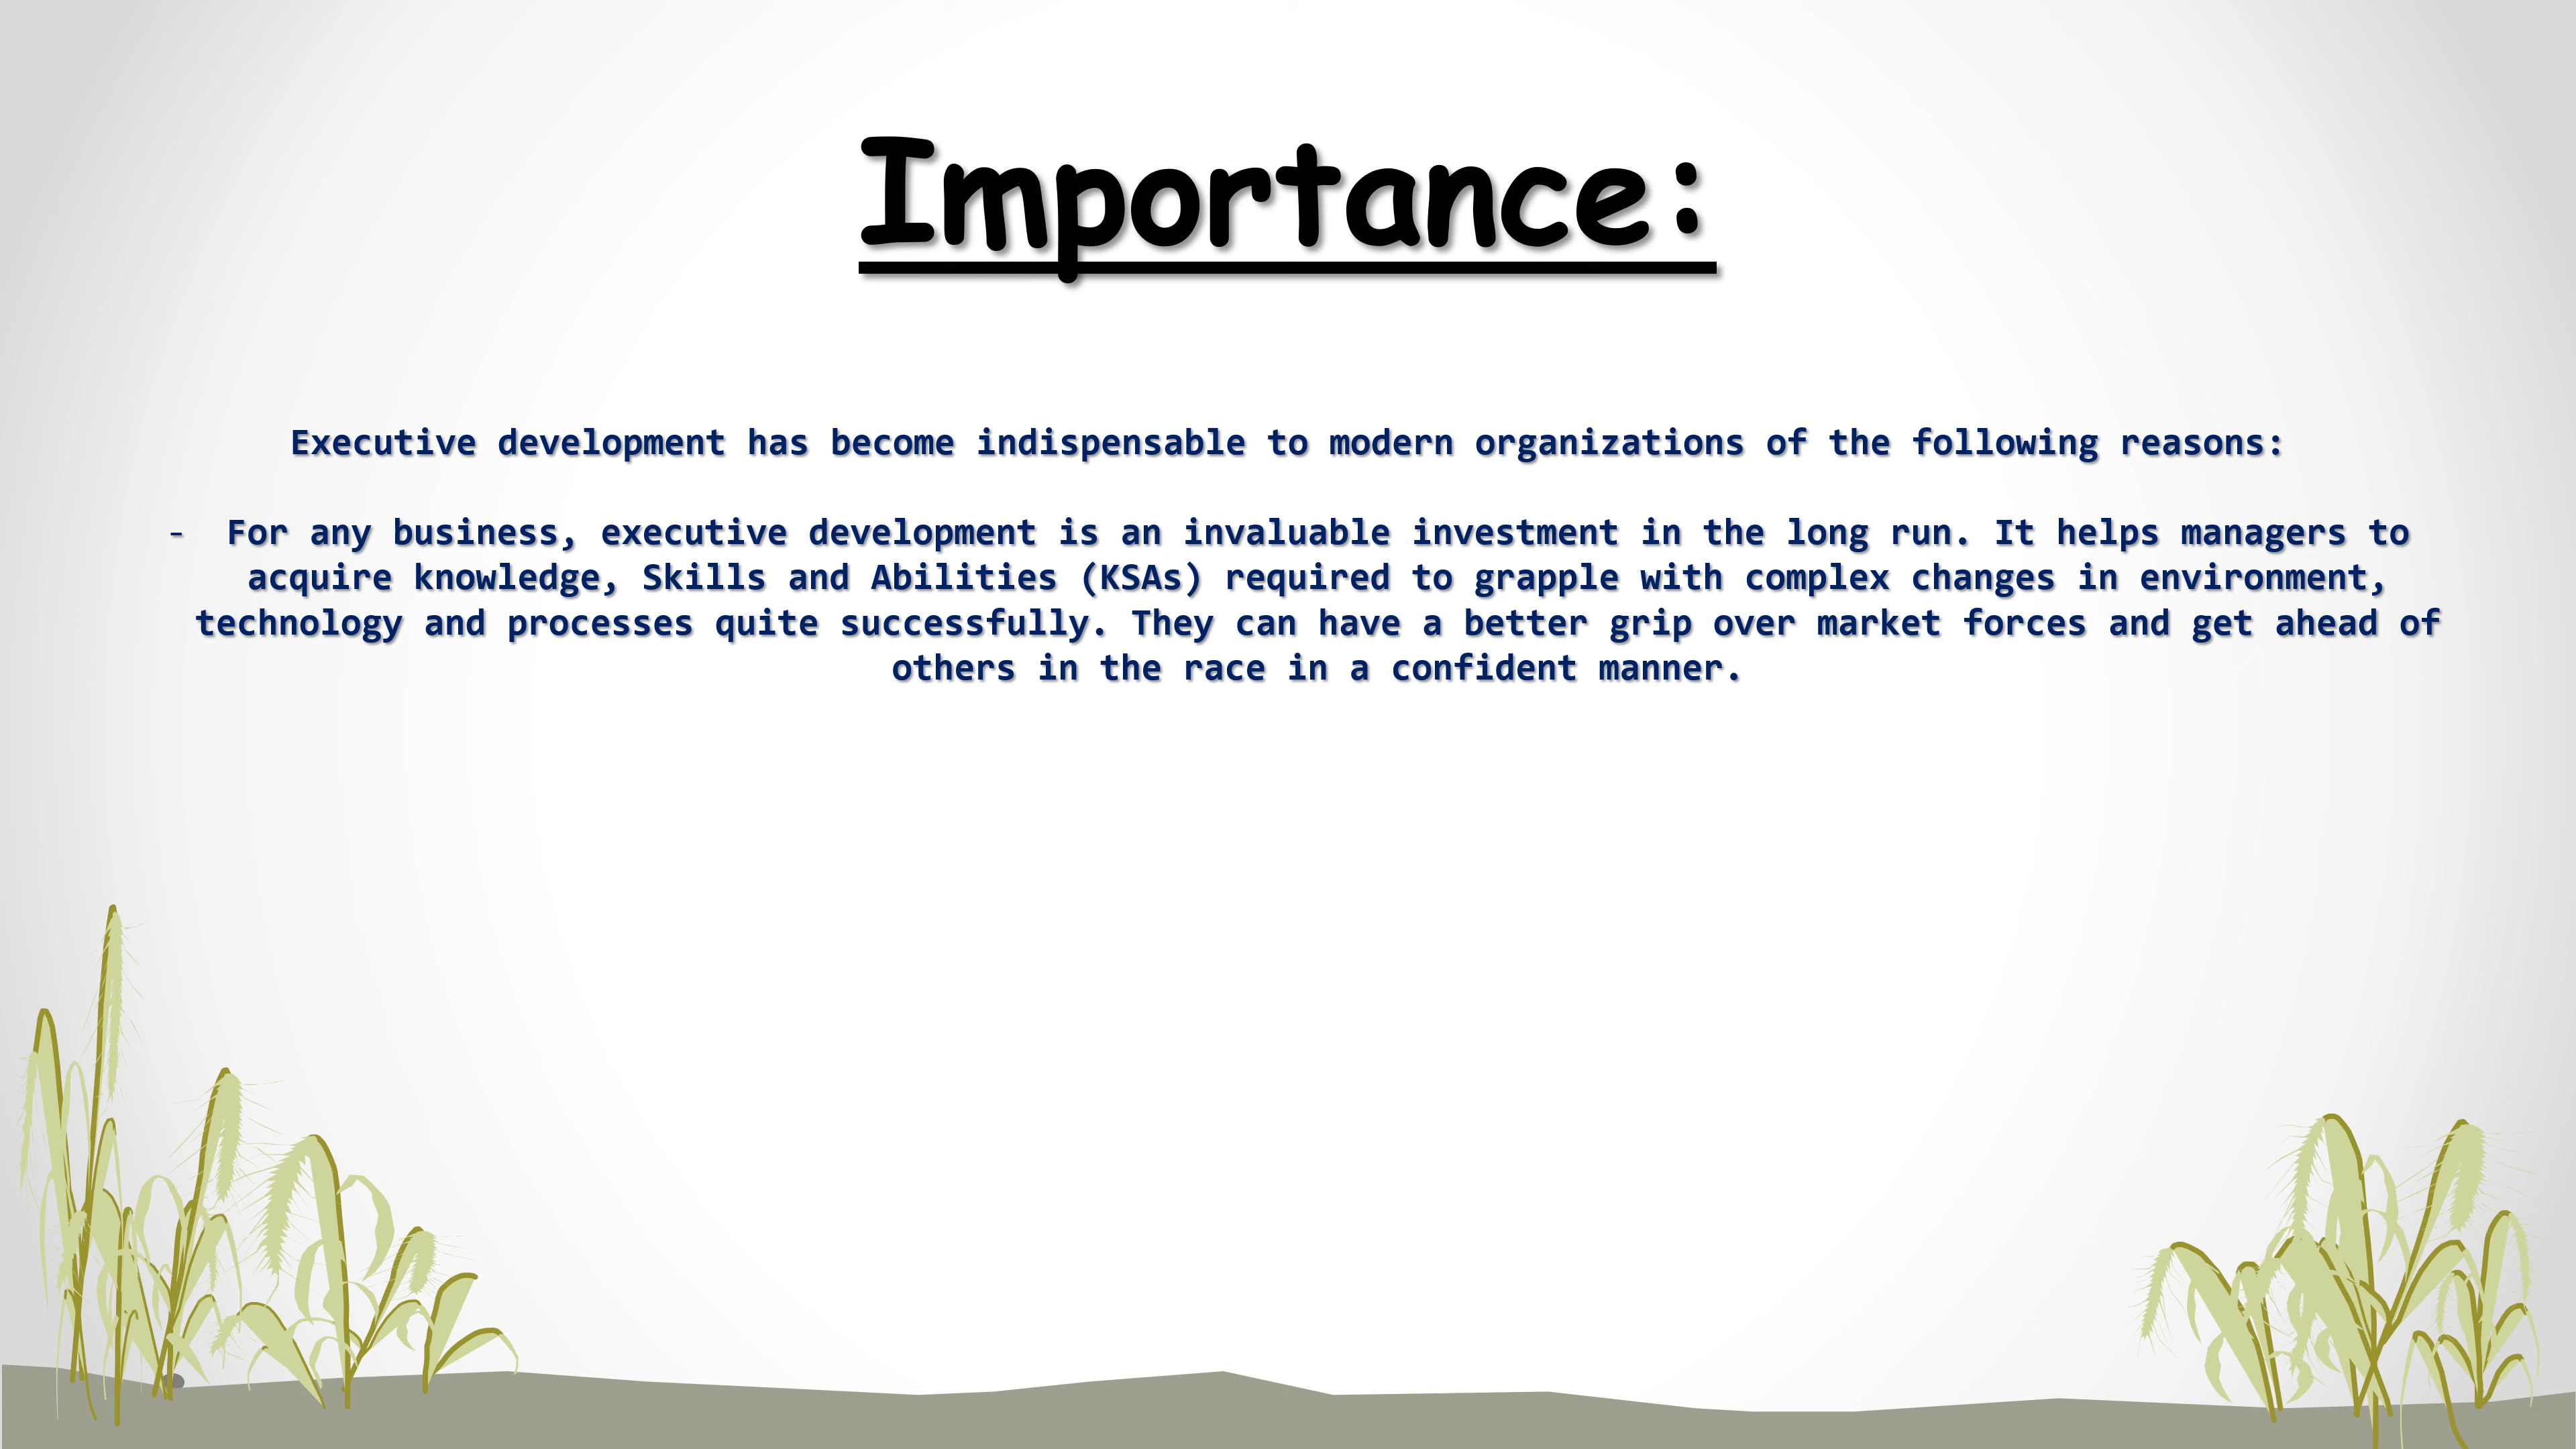 Importance:
Executive development has become indispensable to modern organizations of the following reasons:
- For any business, executive development is an invaluable investment in the long run. It helps managers to
acquire knowledge, Skills and Abilities (KSAs) required to grapple with complex changes in environment,
technology and processes quite successfully. They can have a better grip over market forces and get ahead of
others in the race in a confident manner.